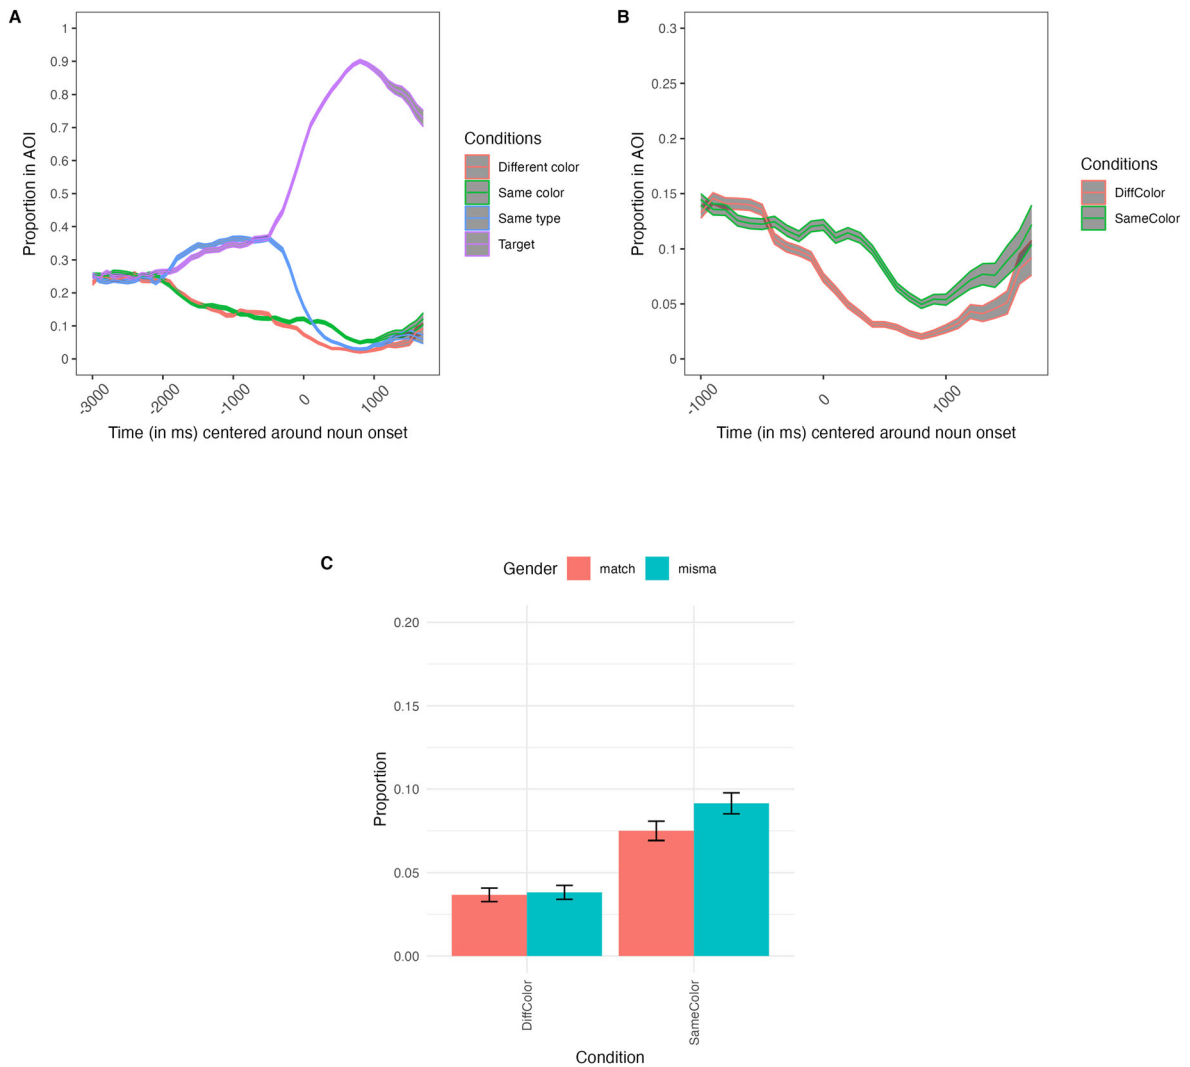 A
1
0.9
0.8
0.7
0.6
0.5
0.4
0.3
0.2
0.1
0
Proportion in AOI
-3000
-2000
-1000
0
1000
Time (in ms) centered around noun onset
Conditions
Different color
Same color
Same type
Target
B
0.3
0.25
0.2
0.15
0.1
0.05
0
Proportion in AOI
-1000
0
1000
Time (in ms) centered around noun onset
Conditions
DiffColor
SameColor
C
Gender match misma
0.20
0.15
0.10
0.05
0.00
Proportion
DiffColor
SameColor
Condition